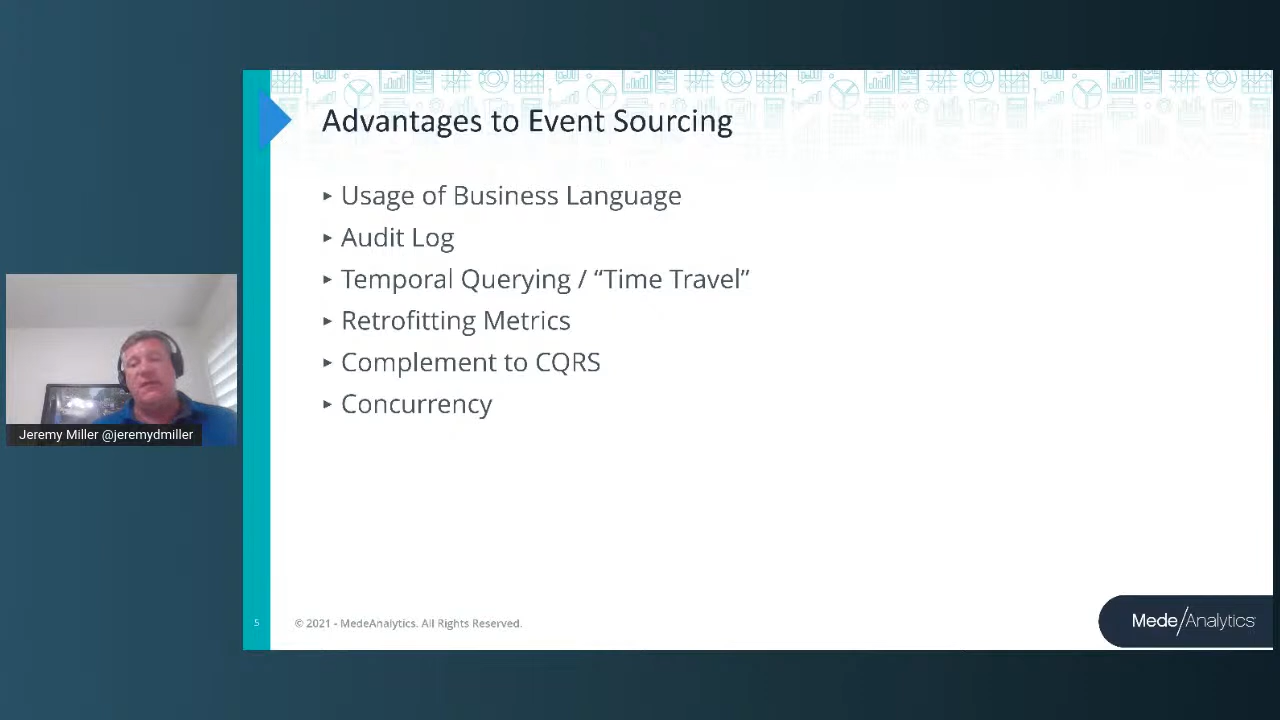 Advantages to Event Sourcing
▸ Usage of Business Language
▸ Audit Log
▸ Temporal Querying / “Time Travel”
▸ Retrofitting Metrics
▸ Complement to CQRS
▸ Concurrency
Jeremy Miller @jeremydmiller
5
© 2021 - MedeAnalytics. All Rights Reserved.
Mede/Analytics